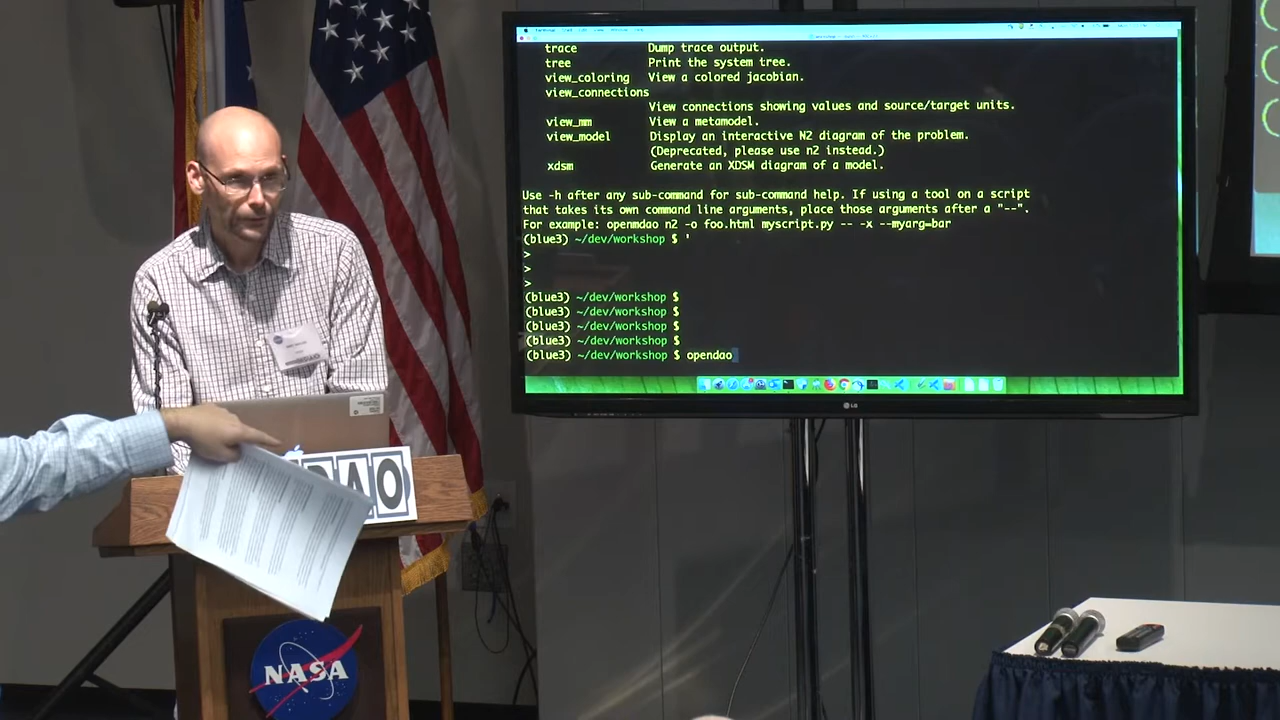 trace Dump trace output.
tree Print the system tree.
view_coloring View a colored jacobian.
view_connections
View connections showing values and source/target units.
view_mm View a metamodel.
view_model Display an interactive N2 diagram of the problem.
(Deprecated, please use n2 instead.)
xdsm Generate an XDSM diagram of a model.
Use -h after any sub-command for sub-command help. If using a tool on a script
that takes its own command line arguments, place those arguments after a "--".
For example: openmdao n2 -o foo.html myscript.py -- -x --myarg=bar
(blue3) ~/dev/workshop $ '
>
>
>
(blue3) ~/dev/workshop $
(blue3) ~/dev/workshop $
(blue3) ~/dev/workshop $
(blue3) ~/dev/workshop $
(blue3) ~/dev/workshop $ opendao
LG
DAO
NASA